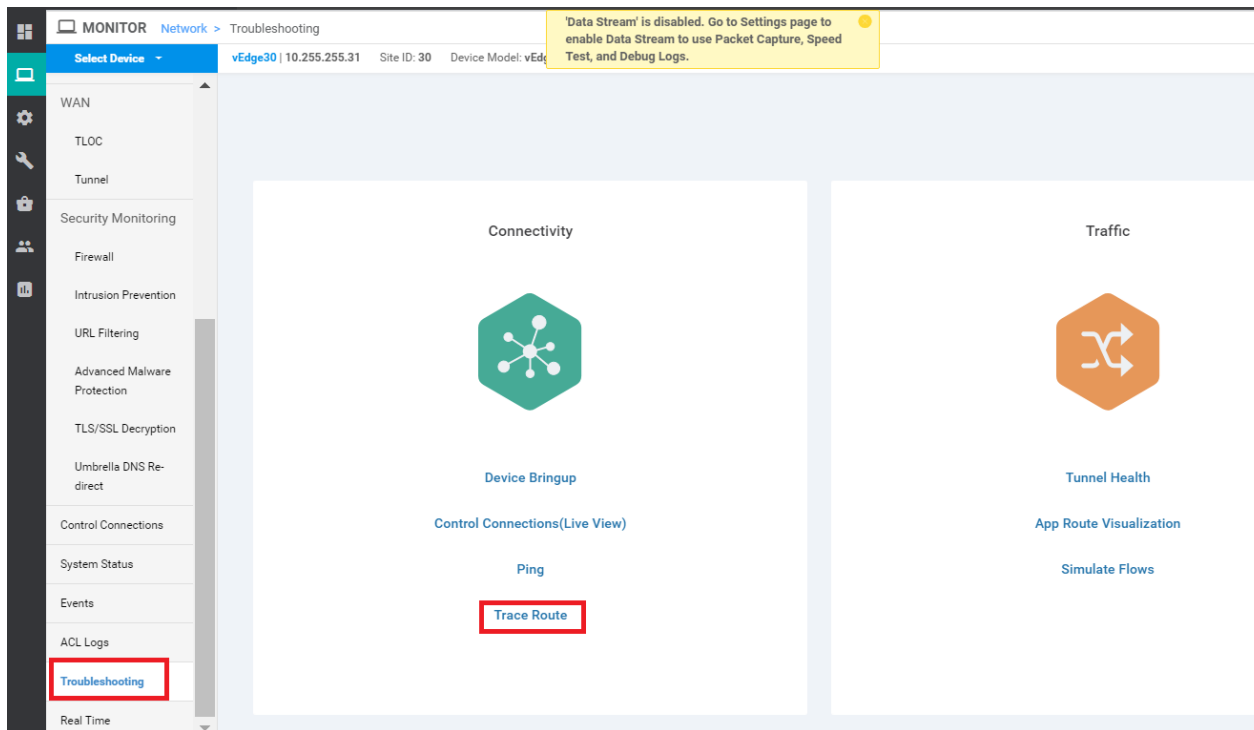 MONITOR Network > Troubleshooting
'Data Stream' is disabled. Go to Settings page to
enable Data Stream to use Packet Capture, Speed
Test, and Debug Logs.
Select Device
vEdge30 | 10.255.255.31 Site ID: 30 Device Model:
WAN
TLOC
Tunnel
Security Monitoring
Firewall
Intrusion Prevention
URL Filtering
Advanced Malware
Protection
TLS/SSL Decryption
Umbrella DNS Re-
direct
Control Connections
System Status
Events
ACL Logs
Troubleshooting
Real Time
Connectivity
Device Bringup
Control Connections(Live View)
Ping
Trace Route
Traffic
Tunnel Health
App Route Visualization
Simulate Flows